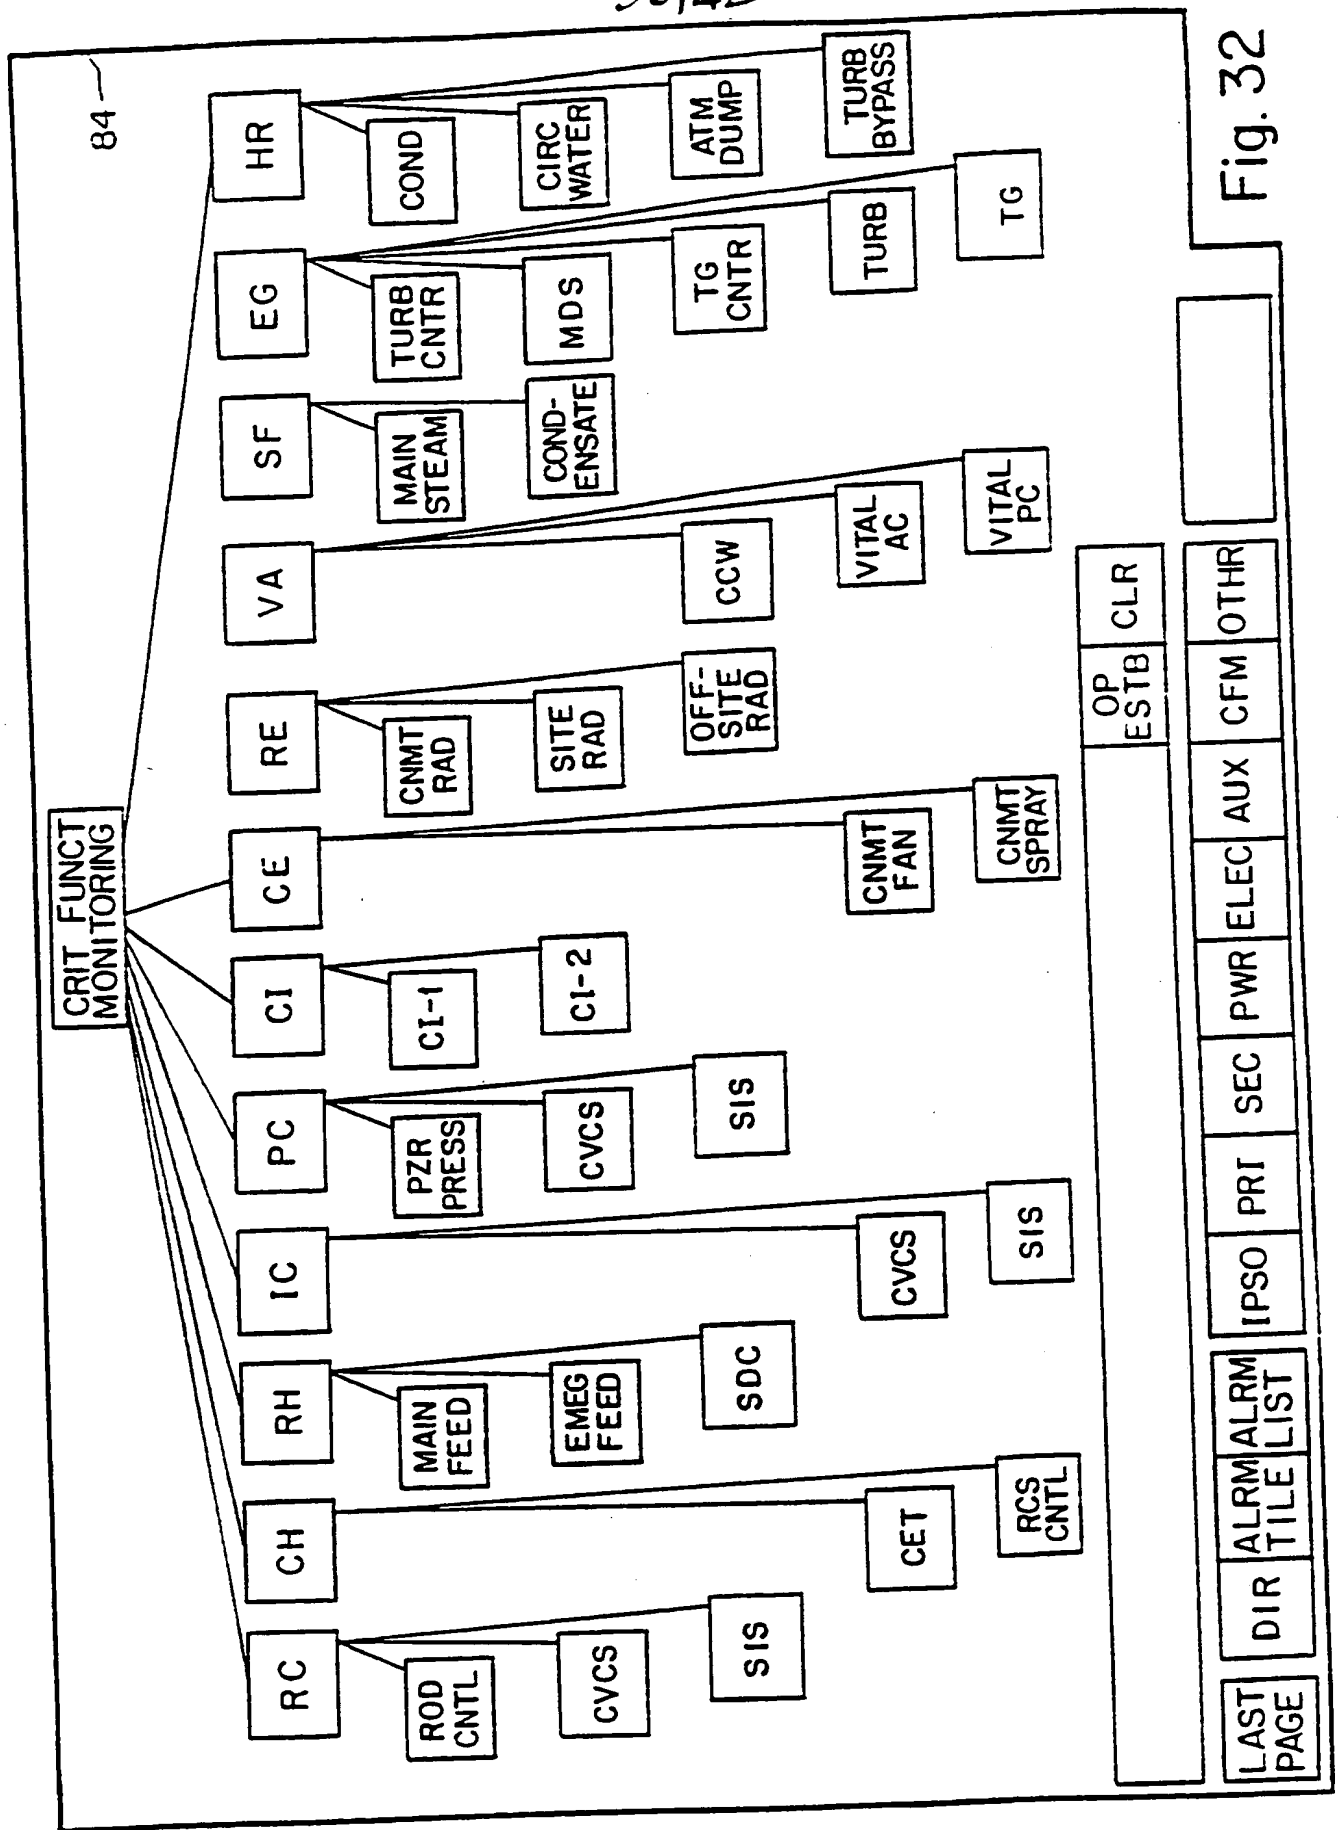 84
CRIT FUNCT
MONITORING
RC
CH
RH
IC
PC
CI
CE
RE
VA
SF
EG
HR
ROD
CNTL
CVCS
SIS
CET
RCS
CNTL
MAIN
FEED
EMEG
FEED
SDC
CVCS
SIS
PZR
PRESS
CVCS
SIS
CI-1
CI-2
CNMT
FAN
CNMT
SPRAY
CNMT
RAD
SITE
RAD
OFF-
SITE
RAD
CCW
VITAL
AC
VITAL
PC
MAIN
STEAM
COND-
ENSATE
TURB
CNTR
MDS
TG
CNTR
TURB
TG
COND
CIRC
WATER
ATM
DUMP
TURB
BYPASS
OP
ESTB
CLR
LAST
PAGE
DIR
ALRM
TILE
ALRM
LIST
IPSO
PRI
SEC
PWR
ELEC
AUX
CFM
OTHR
Fig. 32